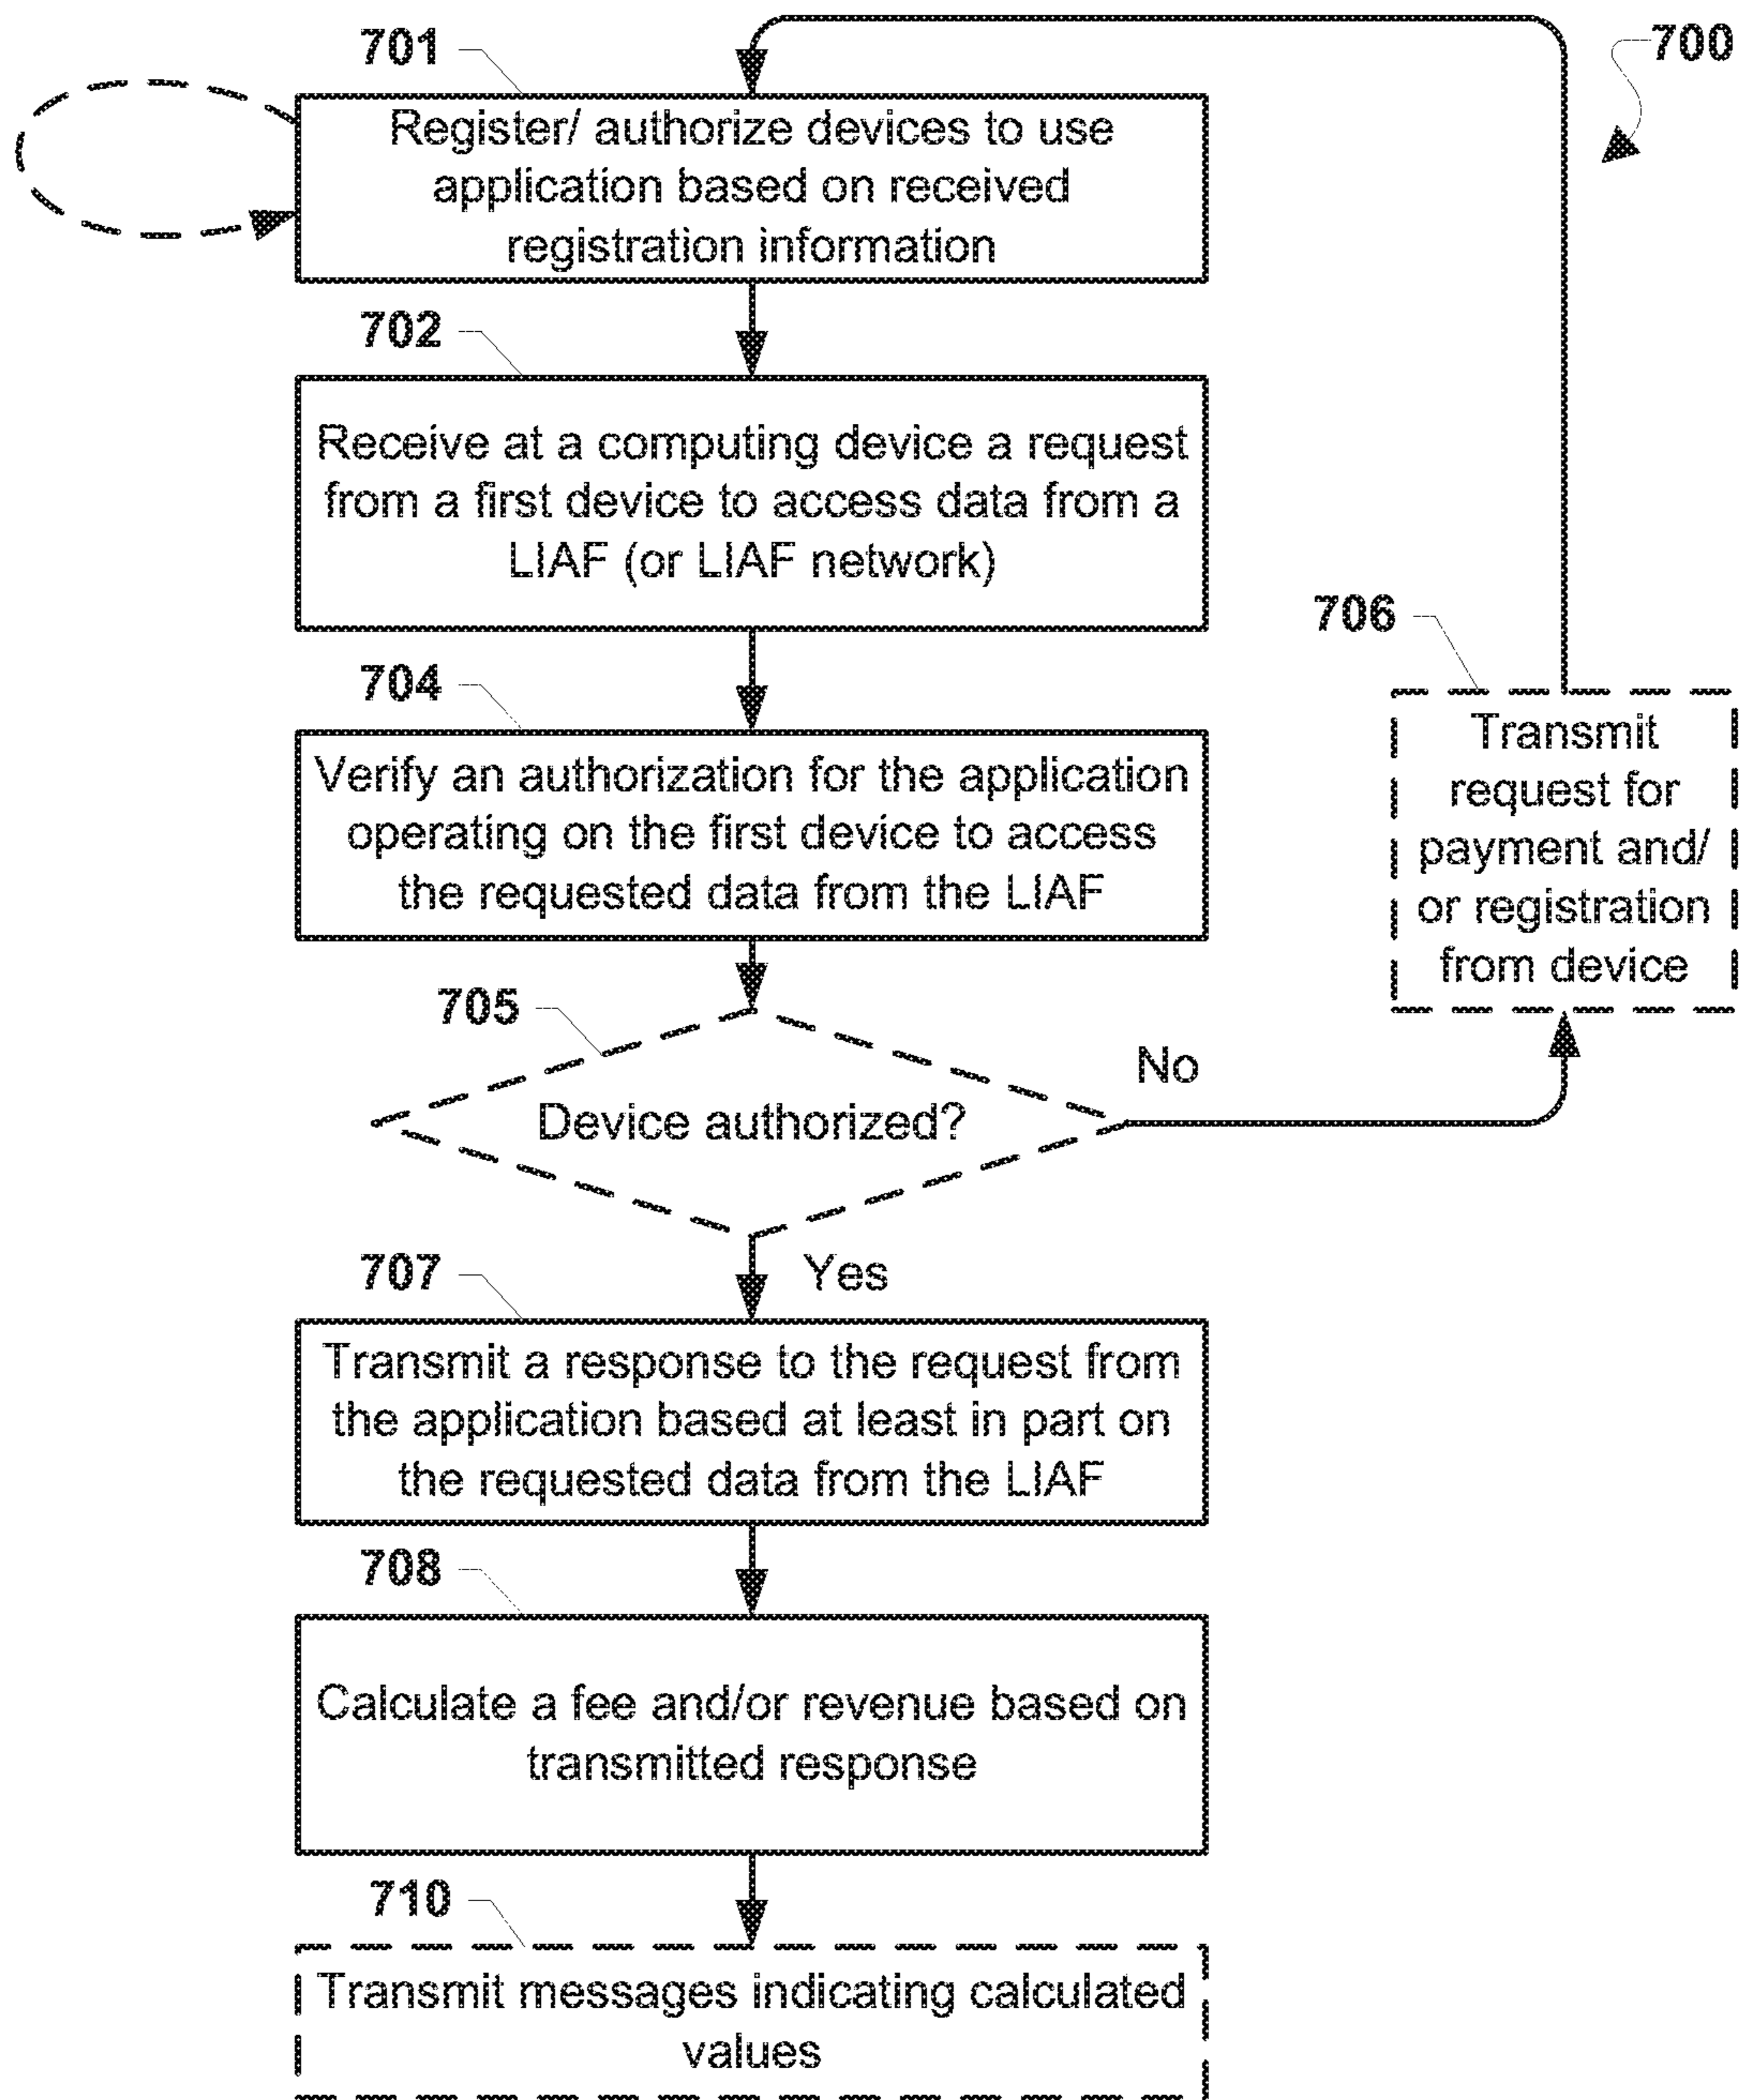 701
700
Register/ authorize devices to use
application based on received
registration information
702
Receive at a computing device a request
from a first device to access data from a
LIAF (or LIAF network)
704
Verify an authorization for the application
operating on the first device to access
the requested data from the LIAF
706
Transmit
request for
payment and/
or registration
from device
705
Device authorized?
No
Yes
707
Transmit a response to the request from
the application based at least in part on
the requested data from the LIAF
708
Calculate a fee and/or revenue based on
transmitted response
710
Transmit messages indicating calculated
values